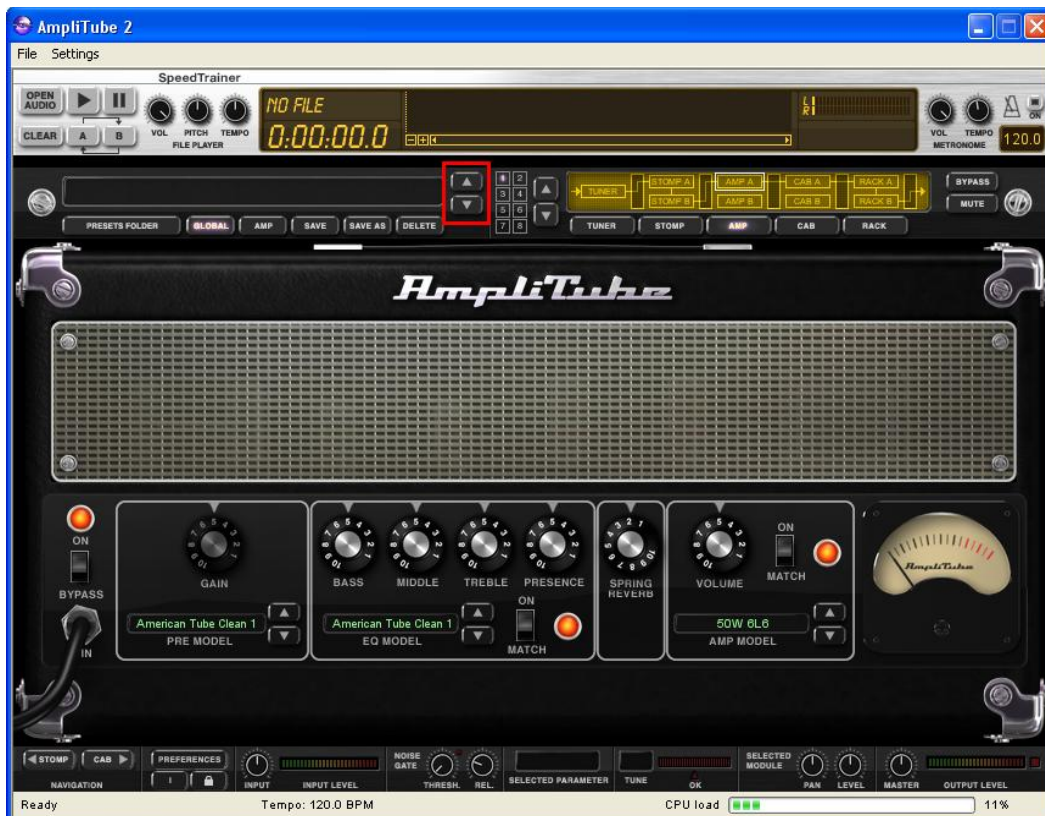 AmpliTube 2
File Settings
SpeedTrainer
OPEN AUDIO
CLEAR A B
VOL PITCH TEMPO
FILE PLAYER
NO FILE
0:00:00.0
L
R
VOL TEMPO
METRONOME
ON
120.0
1 2
3 4
5 6
7 8
TUNER STOMP A AMP A CAB A RACK A
STOMP B AMP B CAB B RACK B
BYPASS
MUTE
PRESETS FOLDER GLOBAL AMP SAVE SAVE AS DELETE
TUNER STOMP AMP CAB RACK
AmpliTube
ON
BYPASS
IN
GAIN
American Tube Clean 1
PRE MODEL
BASS MIDDLE TREBLE PRESENCE
American Tube Clean 1
EQ MODEL
ON
MATCH
SPRING
REVERB
VOLUME
ON
MATCH
50W 6L6
AMP MODEL
AmpliTube
STOMP CAB
NAVIGATION
PREFERENCES
INPUT INPUT LEVEL
NOISE
GATE
THRESH. REL.
SELECTED PARAMETER
TUNE
OK
SELECTED
MODULE
PAN LEVEL
MASTER OUTPUT LEVEL
Ready Tempo: 120.0 BPM CPU load 11%